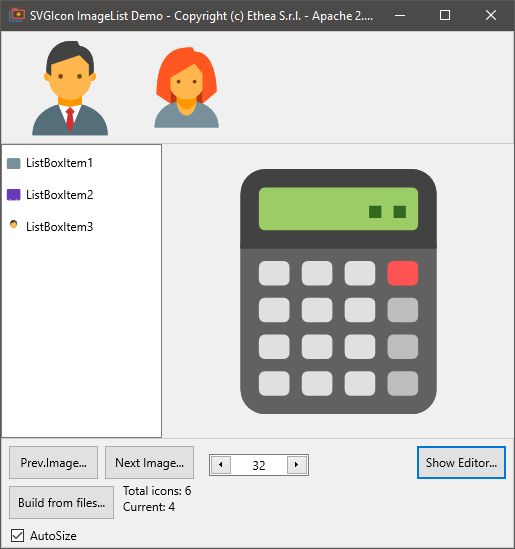 SVGIcon ImageList Demo - Copyright (c) Ethea S.r.l. - Apache 2....
ListBoxItem1
ListBoxItem2
ListBoxItem3
Prev.Image... Next Image... 32 Show Editor...
Build from files... Total icons: 6
Current: 4
AutoSize